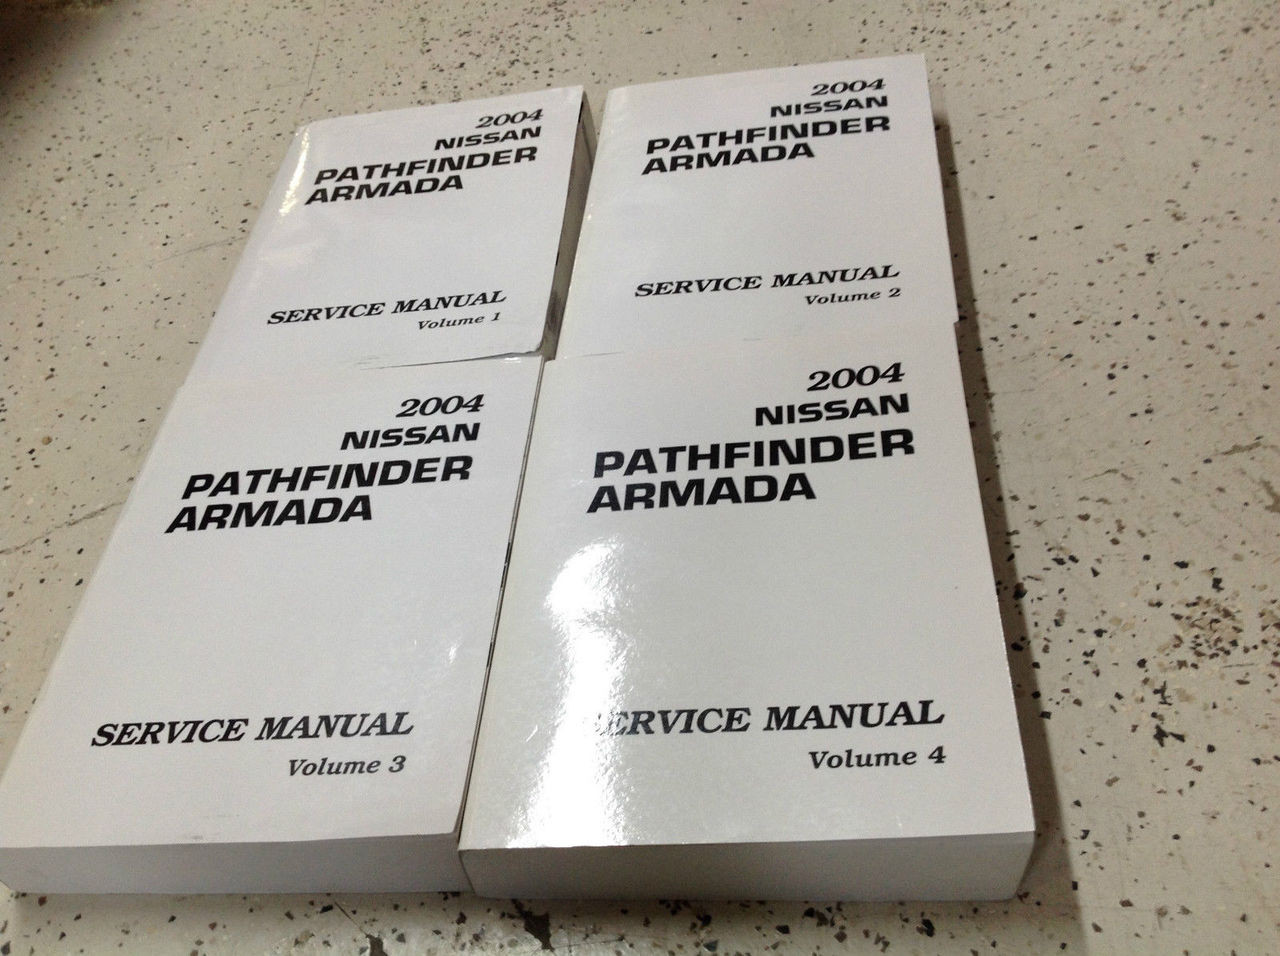 2004
NISSAN
PATHFINDER
ARMADA
SERVICE MANUAL
Volume 1
2004
NISSAN
PATHFINDER
ARMADA
SERVICE MANUAL
Volume 2
2004
NISSAN
PATHFINDER
ARMADA
SERVICE MANUAL
Volume 3
2004
NISSAN
PATHFINDER
ARMADA
SERVICE MANUAL
Volume 4